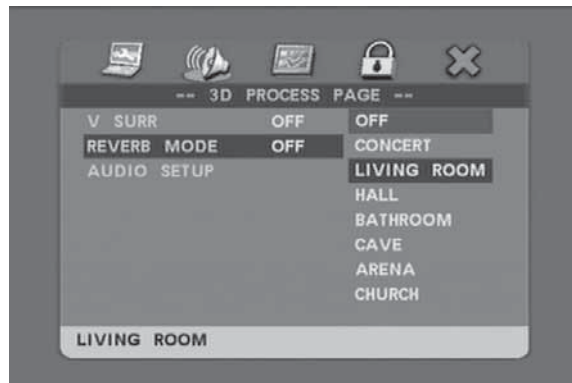 -- 3D PROCESS PAGE --
V SURR OFF OFF
REVERB MODE OFF CONCERT
AUDIO SETUP LIVING ROOM
HALL
BATHROOM
CAVE
ARENA
CHURCH
LIVING ROOM